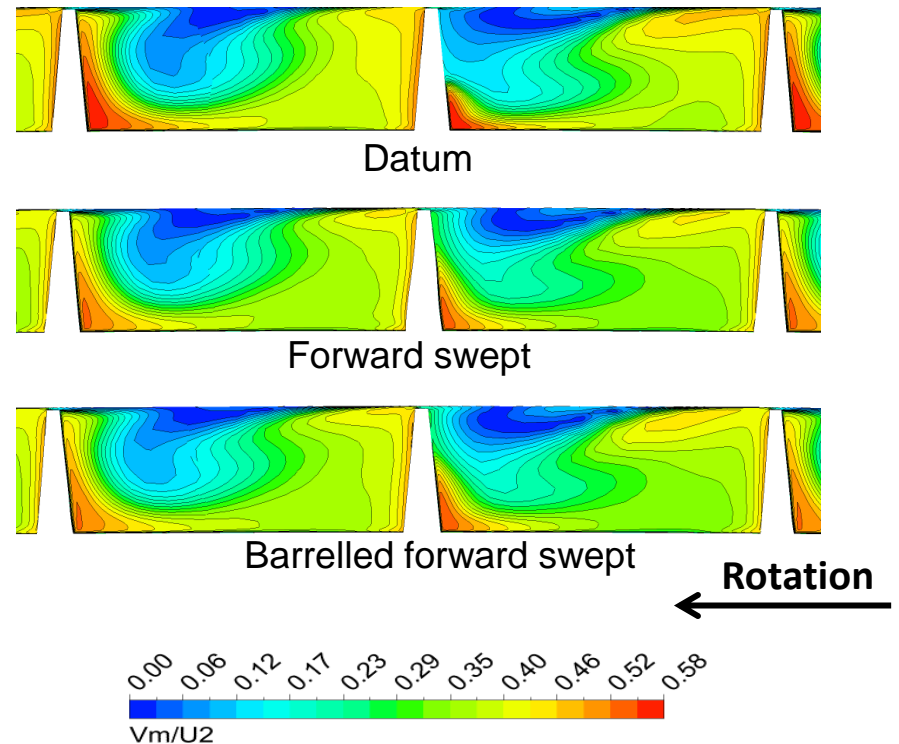 Datum
Forward swept
Barrelled forward swept
Rotation
0.00 0.06 0.12 0.17 0.23 0.29 0.35 0.40 0.46 0.52 0.58
Vm/U2